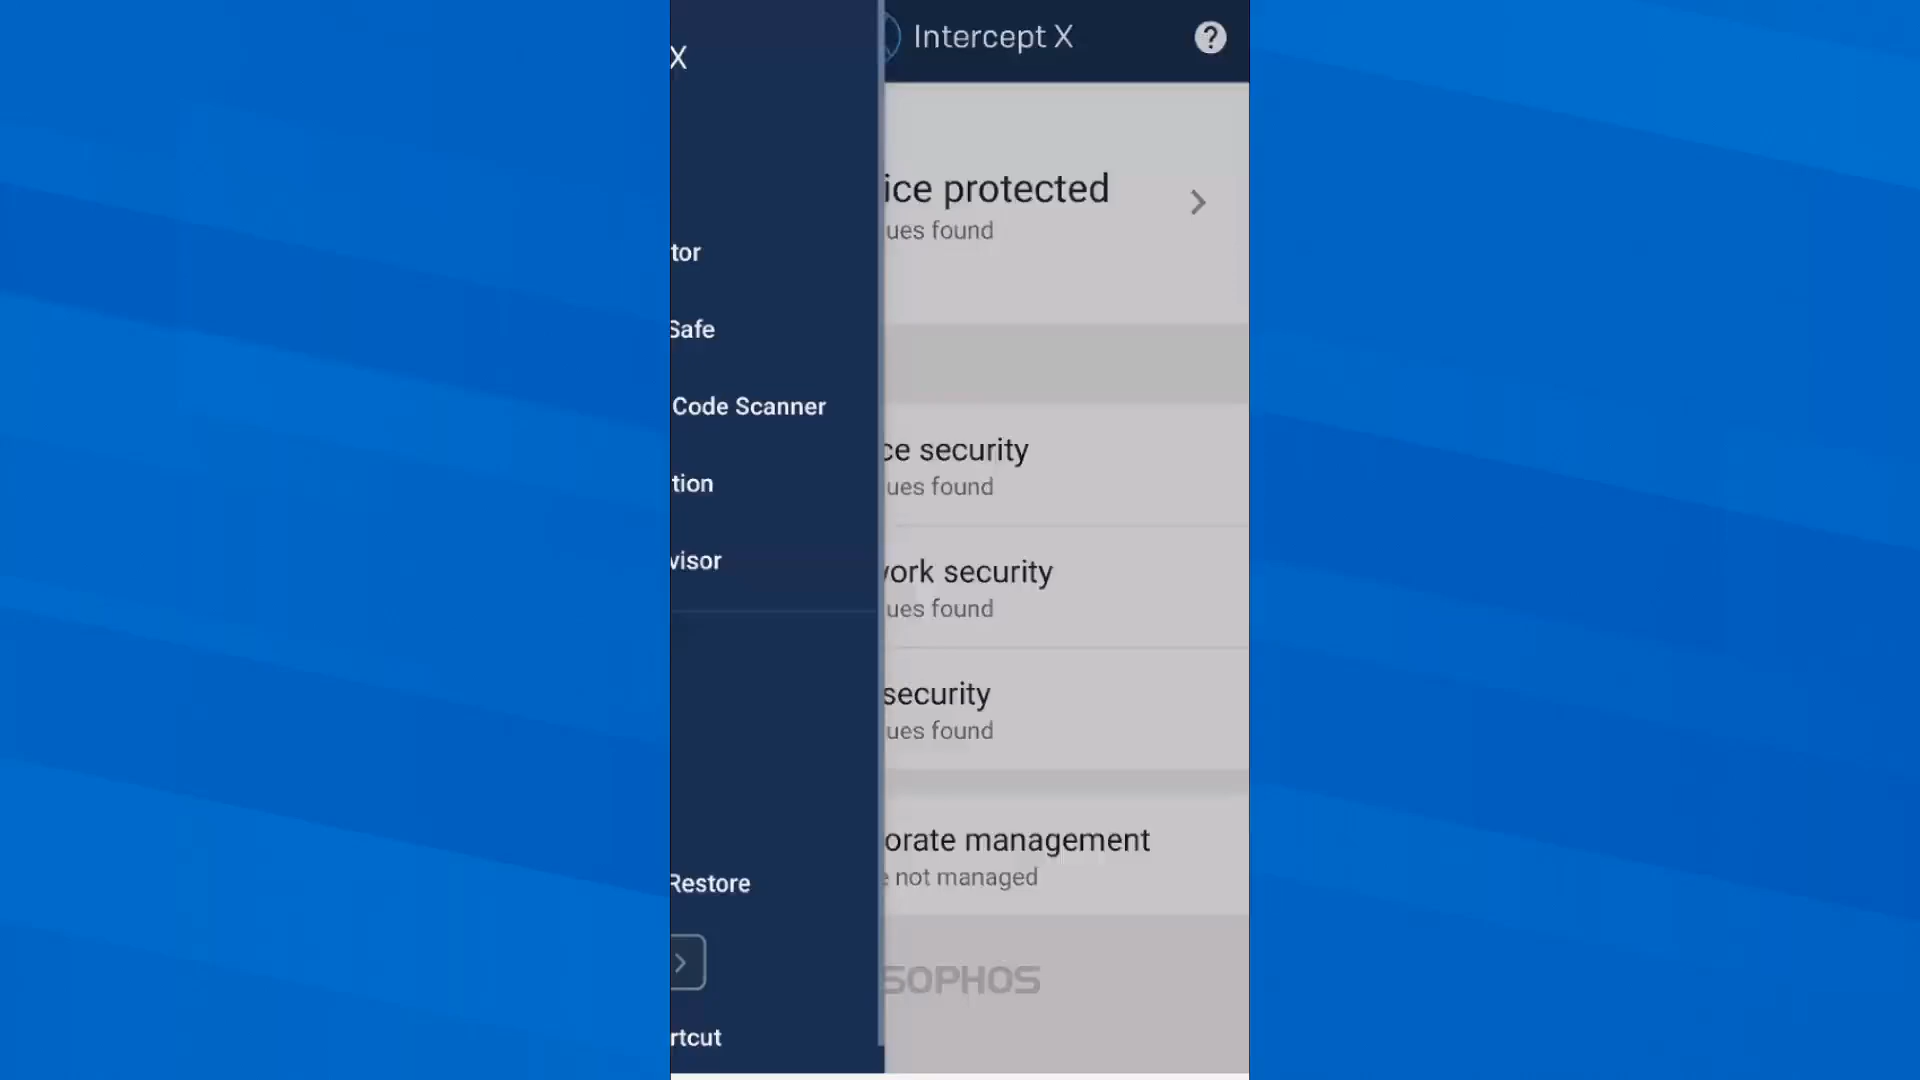 X
tor
Safe
Code Scanner
tion
visor
Restore
rtcut
Intercept X
?
ice protected
ues found
ce security
ues found
ork security
ues found
security
ues found
orate management
e not managed
SOPHOS